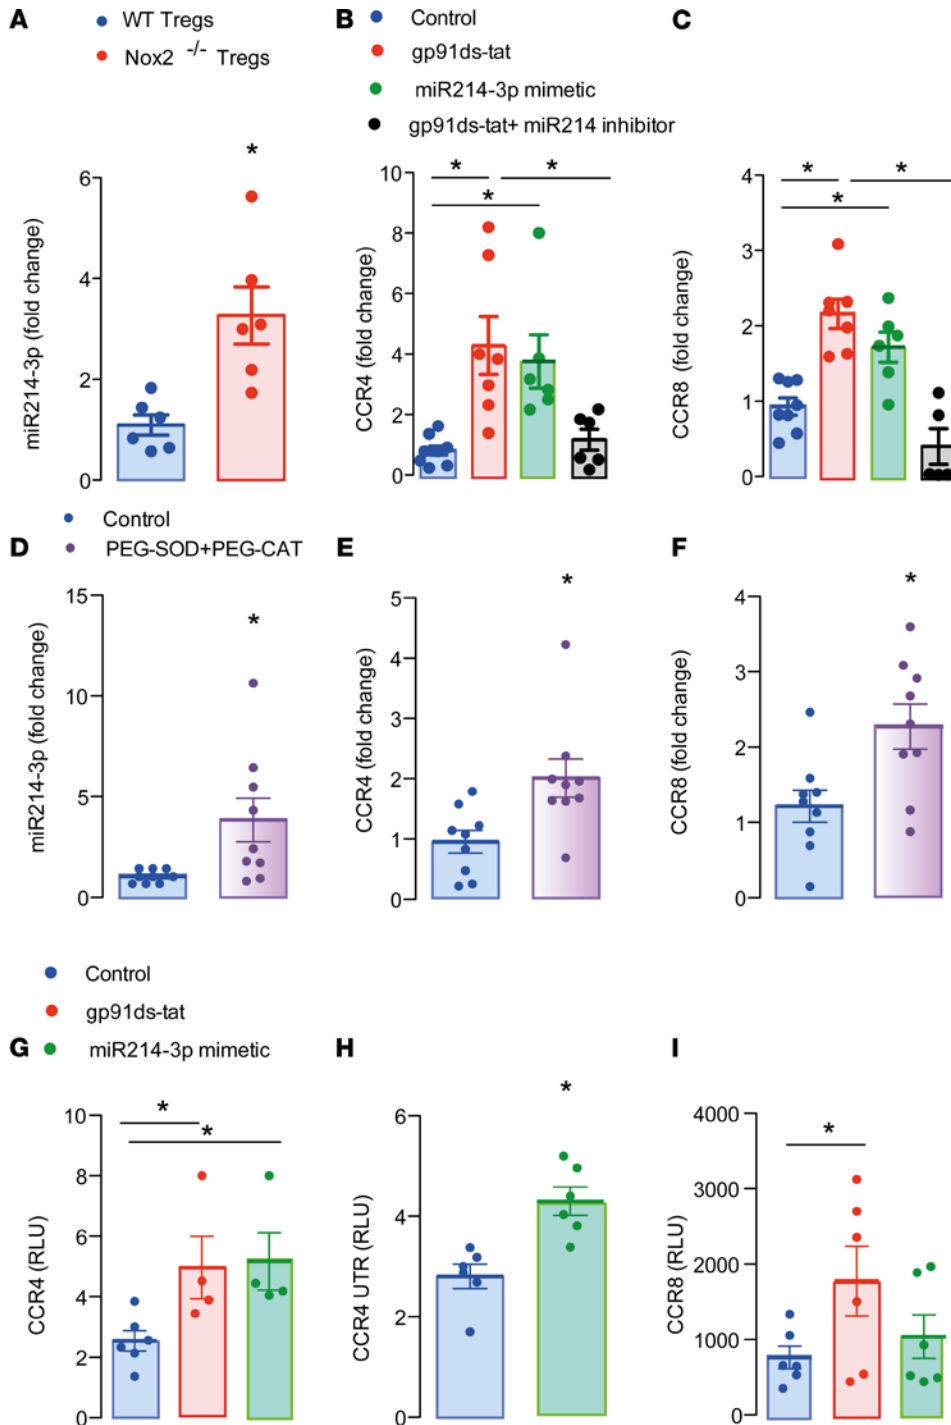 A
WT Tregs
Nox2 -/- Tregs
B
Control
gp91ds-tat
miR214-3p mimetic
gp91ds-tat+ miR214 inhibitor
C
miR214-3p (fold change)
6
4
2
0
*
CCR4 (fold change)
10
8
6
4
2
0
* *
*
CCR8 (fold change)
4
3
2
1
0
* *
*
Control
PEG-SOD+PEG-CAT
D
miR214-3p (fold change)
15
10
5
0
*
E
CCR4 (fold change)
5
4
3
2
1
0
*
F
CCR8 (fold change)
4
3
2
1
0
*
Control
gp91ds-tat
miR214-3p mimetic
G
CCR4 (RLU)
10
8
6
4
2
0
*
*
H
CCR4 UTR (RLU)
6
4
2
0
*
I
CCR8 (RLU)
4000
3000
2000
1000
0
*